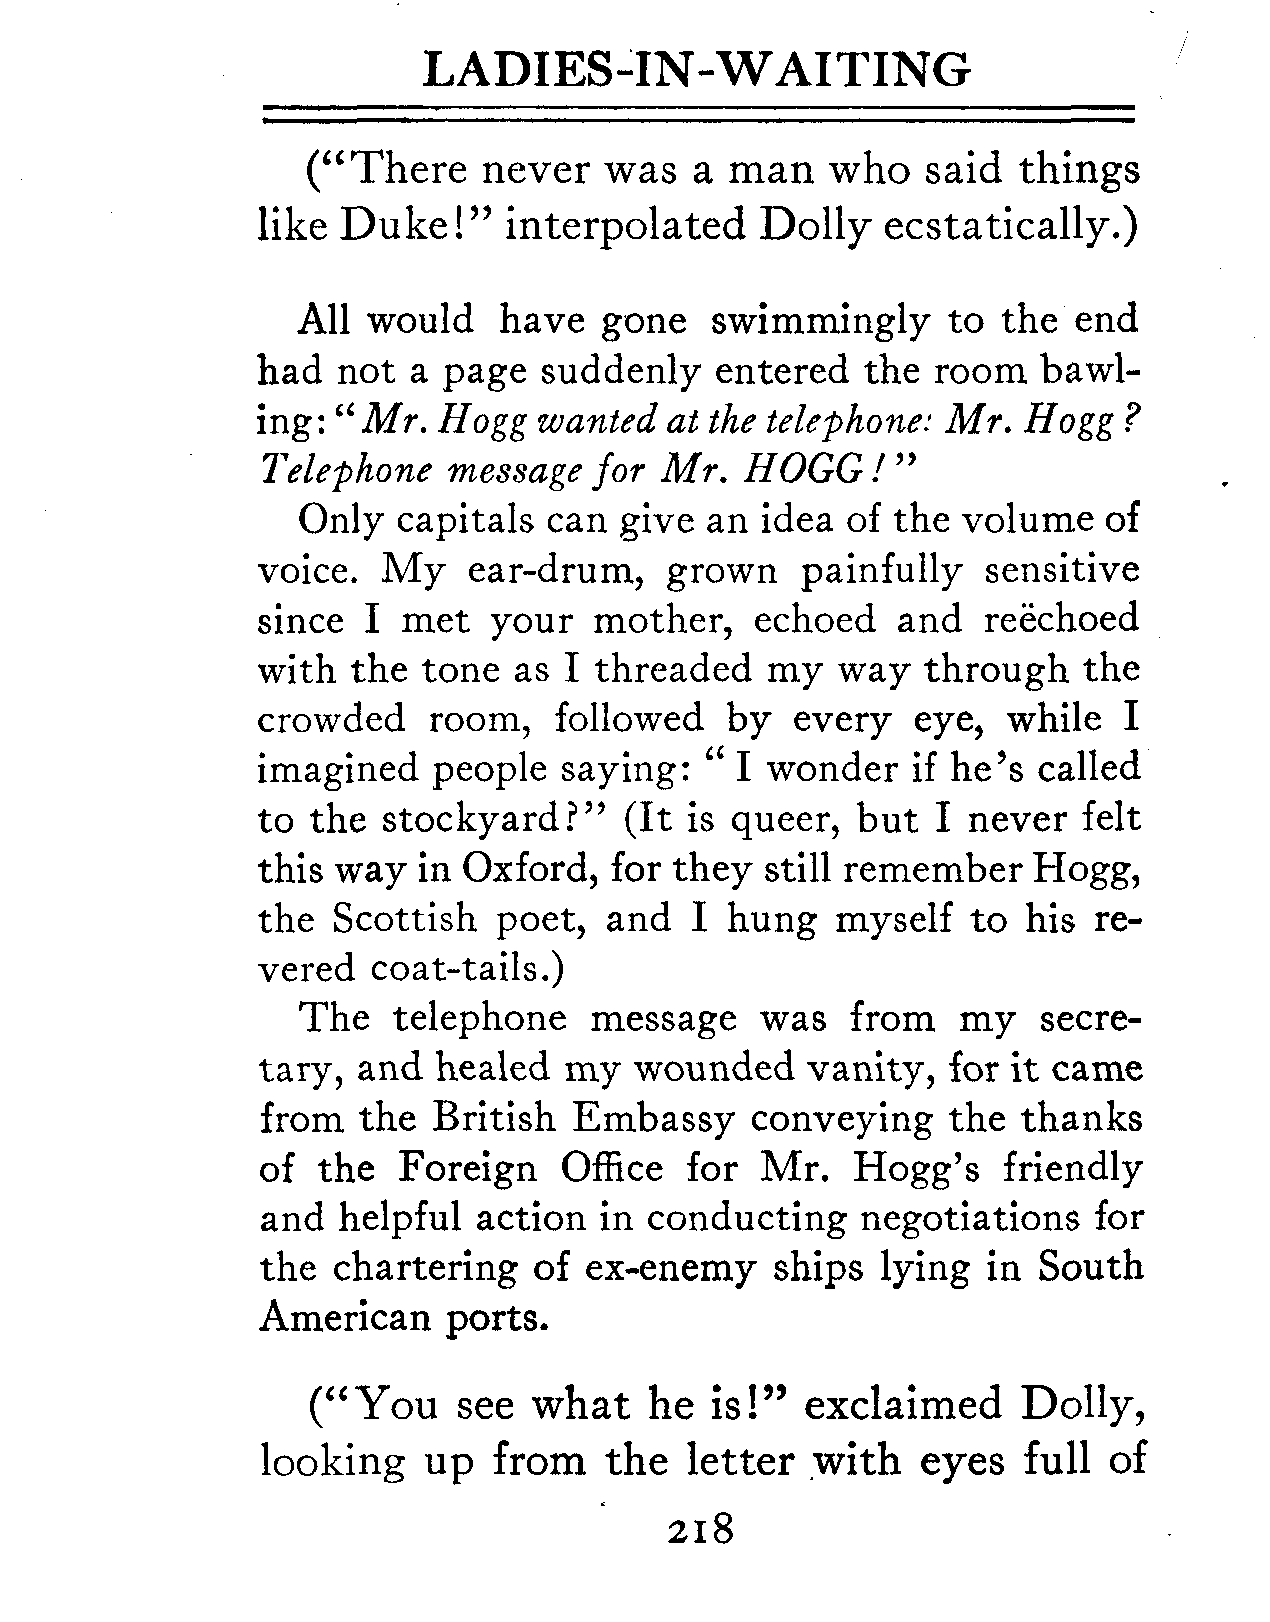 LADIES-IN-WAITING
("There never was a man who said things
like Duke!" interpolated Dolly ecstatically.)
All would have gone swimmingly to the end
had not a page suddenly entered the room bawl-
ing: "Mr. Hogg wanted at the telephone: Mr. Hogg?
Telephone message for Mr. HOGG!"
Only capitals can give an idea of the volume of
voice. My ear-drum, grown painfully sensitive
since I met your mother, echoed and reëchoed
with the tone as I threaded my way through the
crowded room, followed by every eye, while I
imagined people saying: "I wonder if he's called
to the stockyard?" (It is queer, but I never felt
this way in Oxford, for they still remember Hogg,
the Scottish poet, and I hung myself to his re-
vered coat-tails.)
The telephone message was from my secre-
tary, and healed my wounded vanity, for it came
from the British Embassy conveying the thanks
of the Foreign Office for Mr. Hogg's friendly
and helpful action in conducting negotiations for
the chartering of ex-enemy ships lying in South
American ports.
("You see what he is!" exclaimed Dolly,
looking up from the letter with eyes full of
218